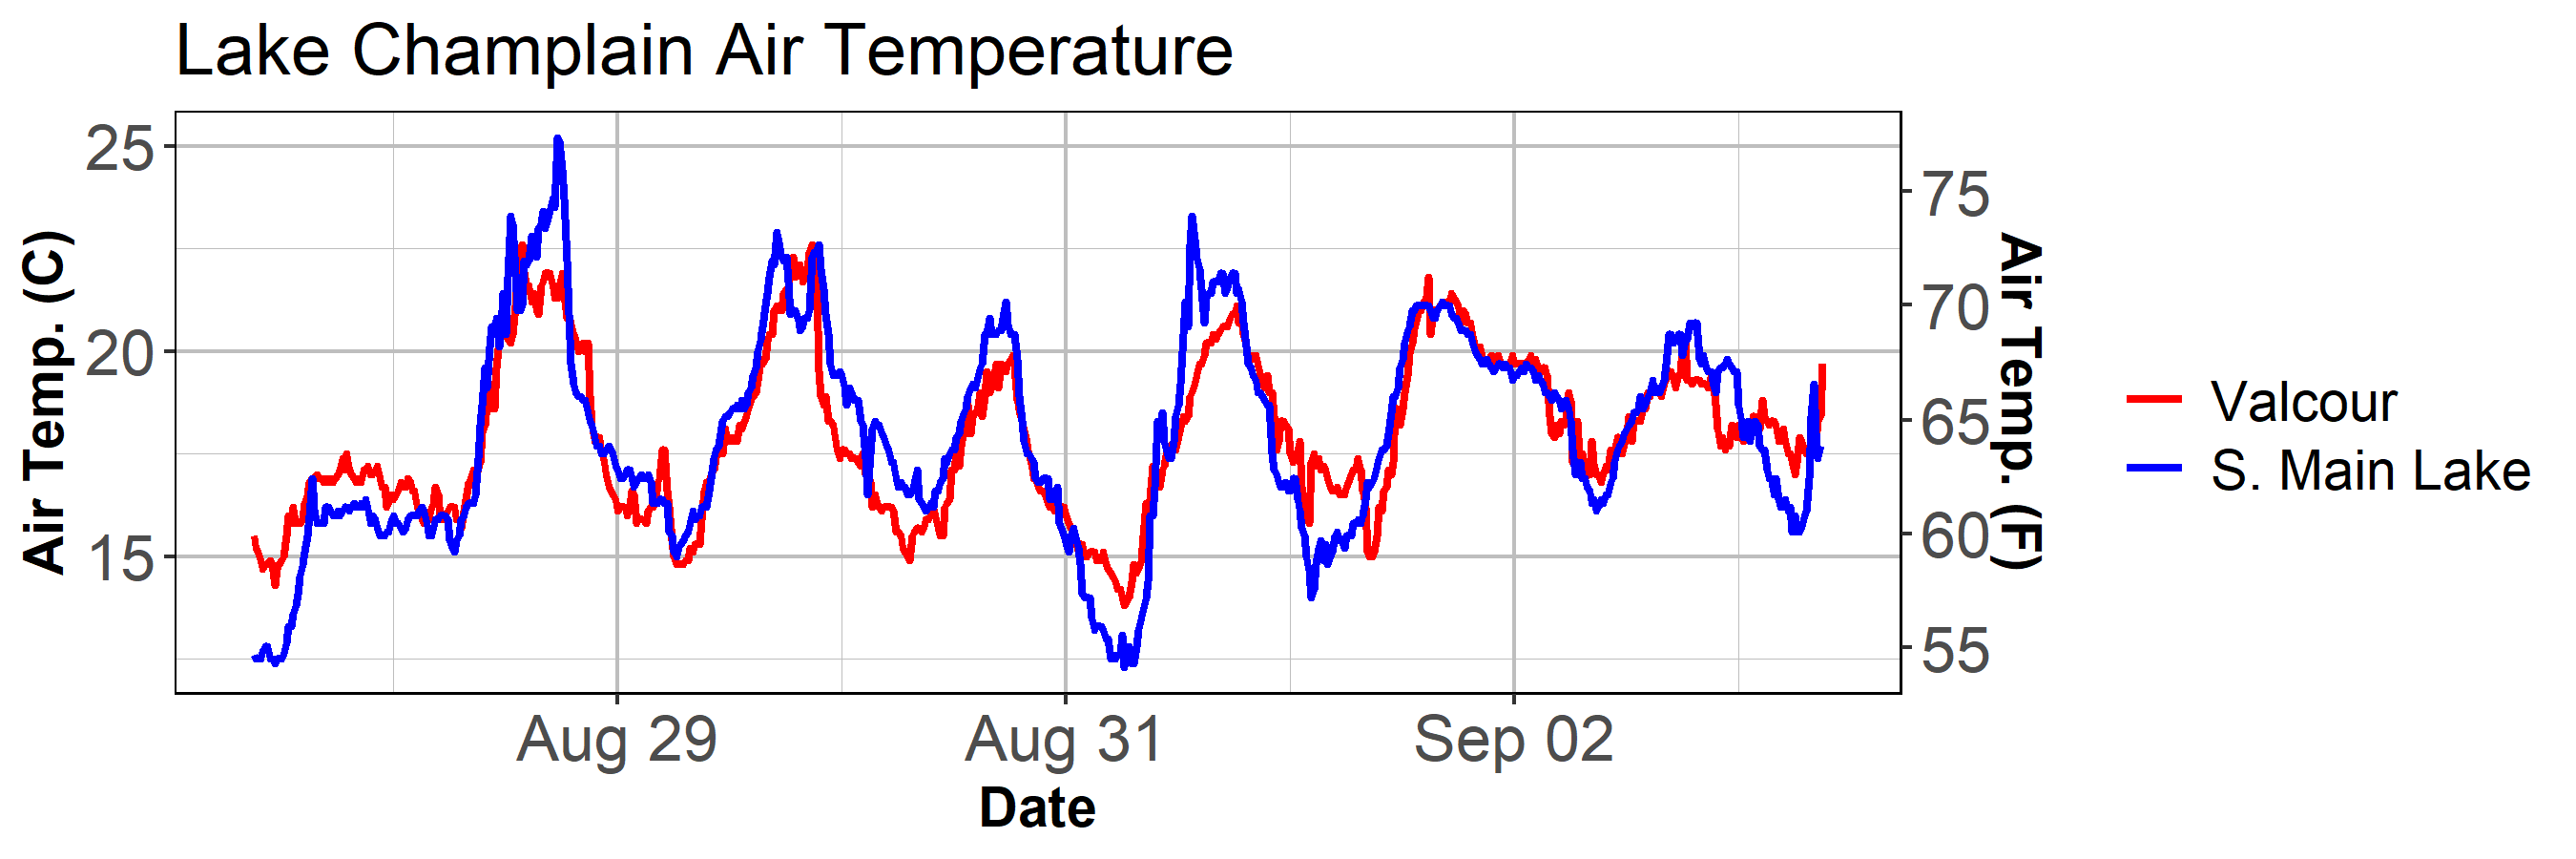 Lake Champlain Air Temperature
Air Temp. (C)
25
20
15
75
70
65
60
55
Air Temp. (F)
Aug 29
Aug 31
Sep 02
Date
Valcour
S. Main Lake